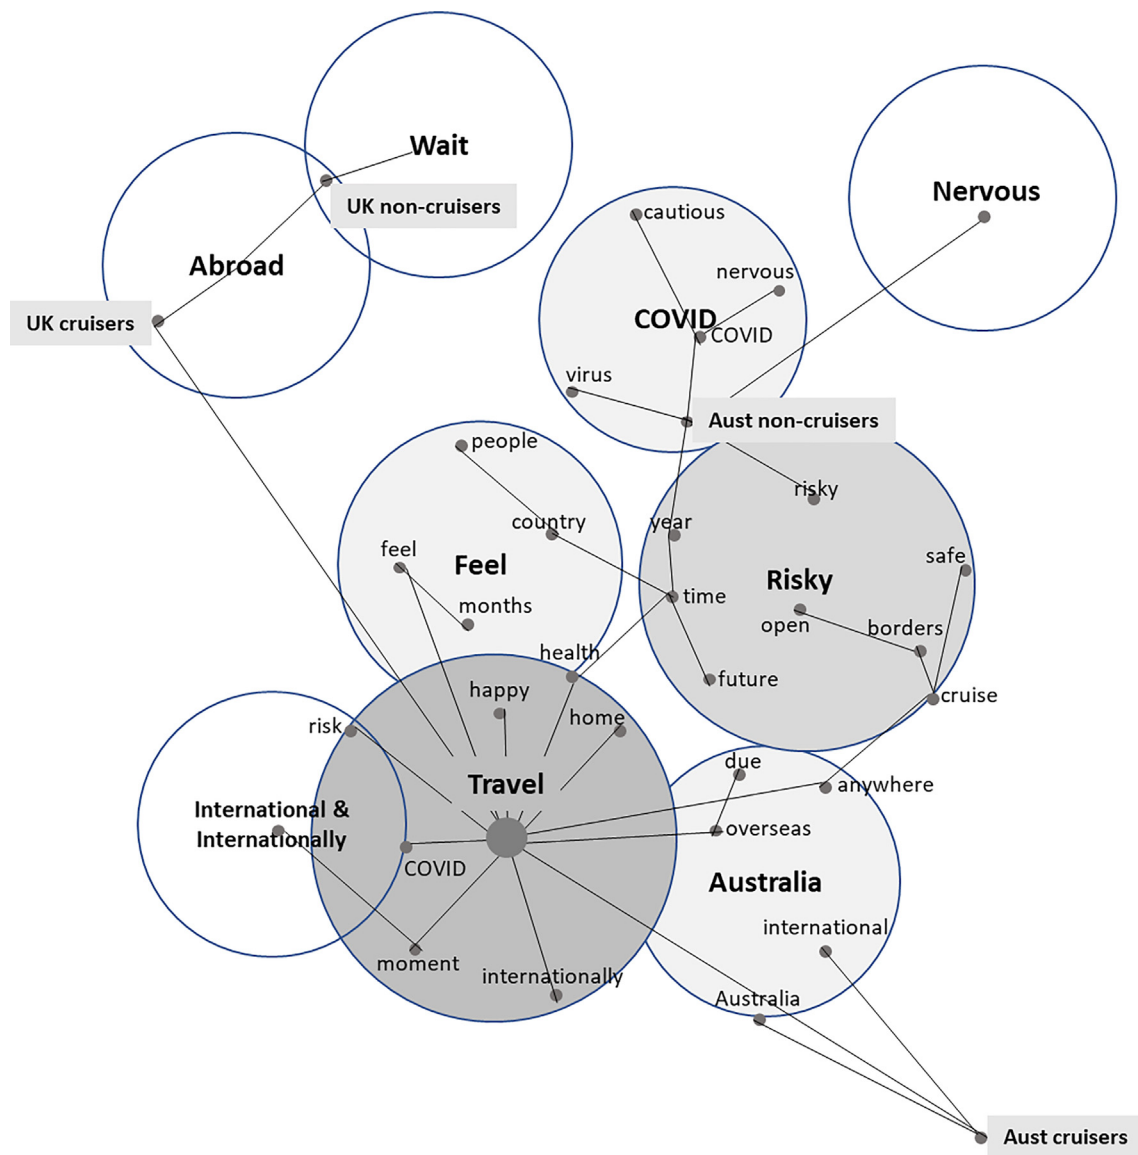 Wait
Nervous
UK non-cruisers
cautious
Abroad
nervous
UK cruisers
COVID
COVID
virus
Aust non-cruisers
people
risky
country
year
feel
Feel
safe
Risky
months
time
open
borders
health
happy
future
cruise
risk
home
Travel
due
anywhere
International &
Internationally
overseas
COVID
Australia
international
moment
internationally
Australia
Aust cruisers